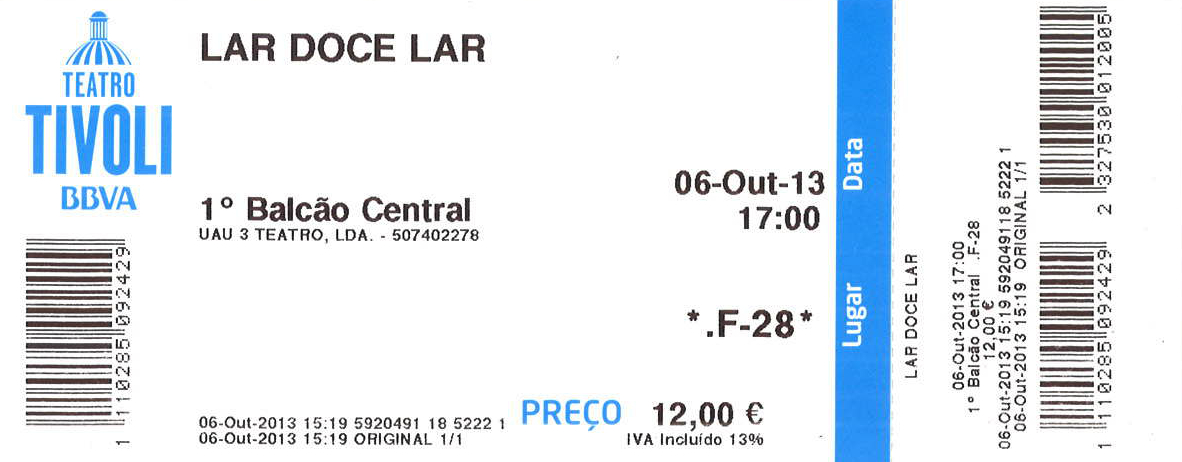 TEATRO
TIVOLI
BBVA
LAR DOCE LAR
1º Balcão Central
UAU 3 TEATRO, LDA. - 507402278
06-Out-13
17:00
Data
Lugar
*.F-28*
PREÇO 12,00 €
IVA Incluído 13%
06-Out-2013 15:19 5920491 18 5222 1
06-Out-2013 15:19 ORIGINAL 1/1
1 110285 092429
LAR DOCE LAR
06-Out-2013 17:00
1º Balcão Central .F-28
12,00 €
06-Out-2013 15:19 5920491 18 5222 1
06-Out-2013 15:19 ORIGINAL 1/1
2 327530 012005
1 110285 092429